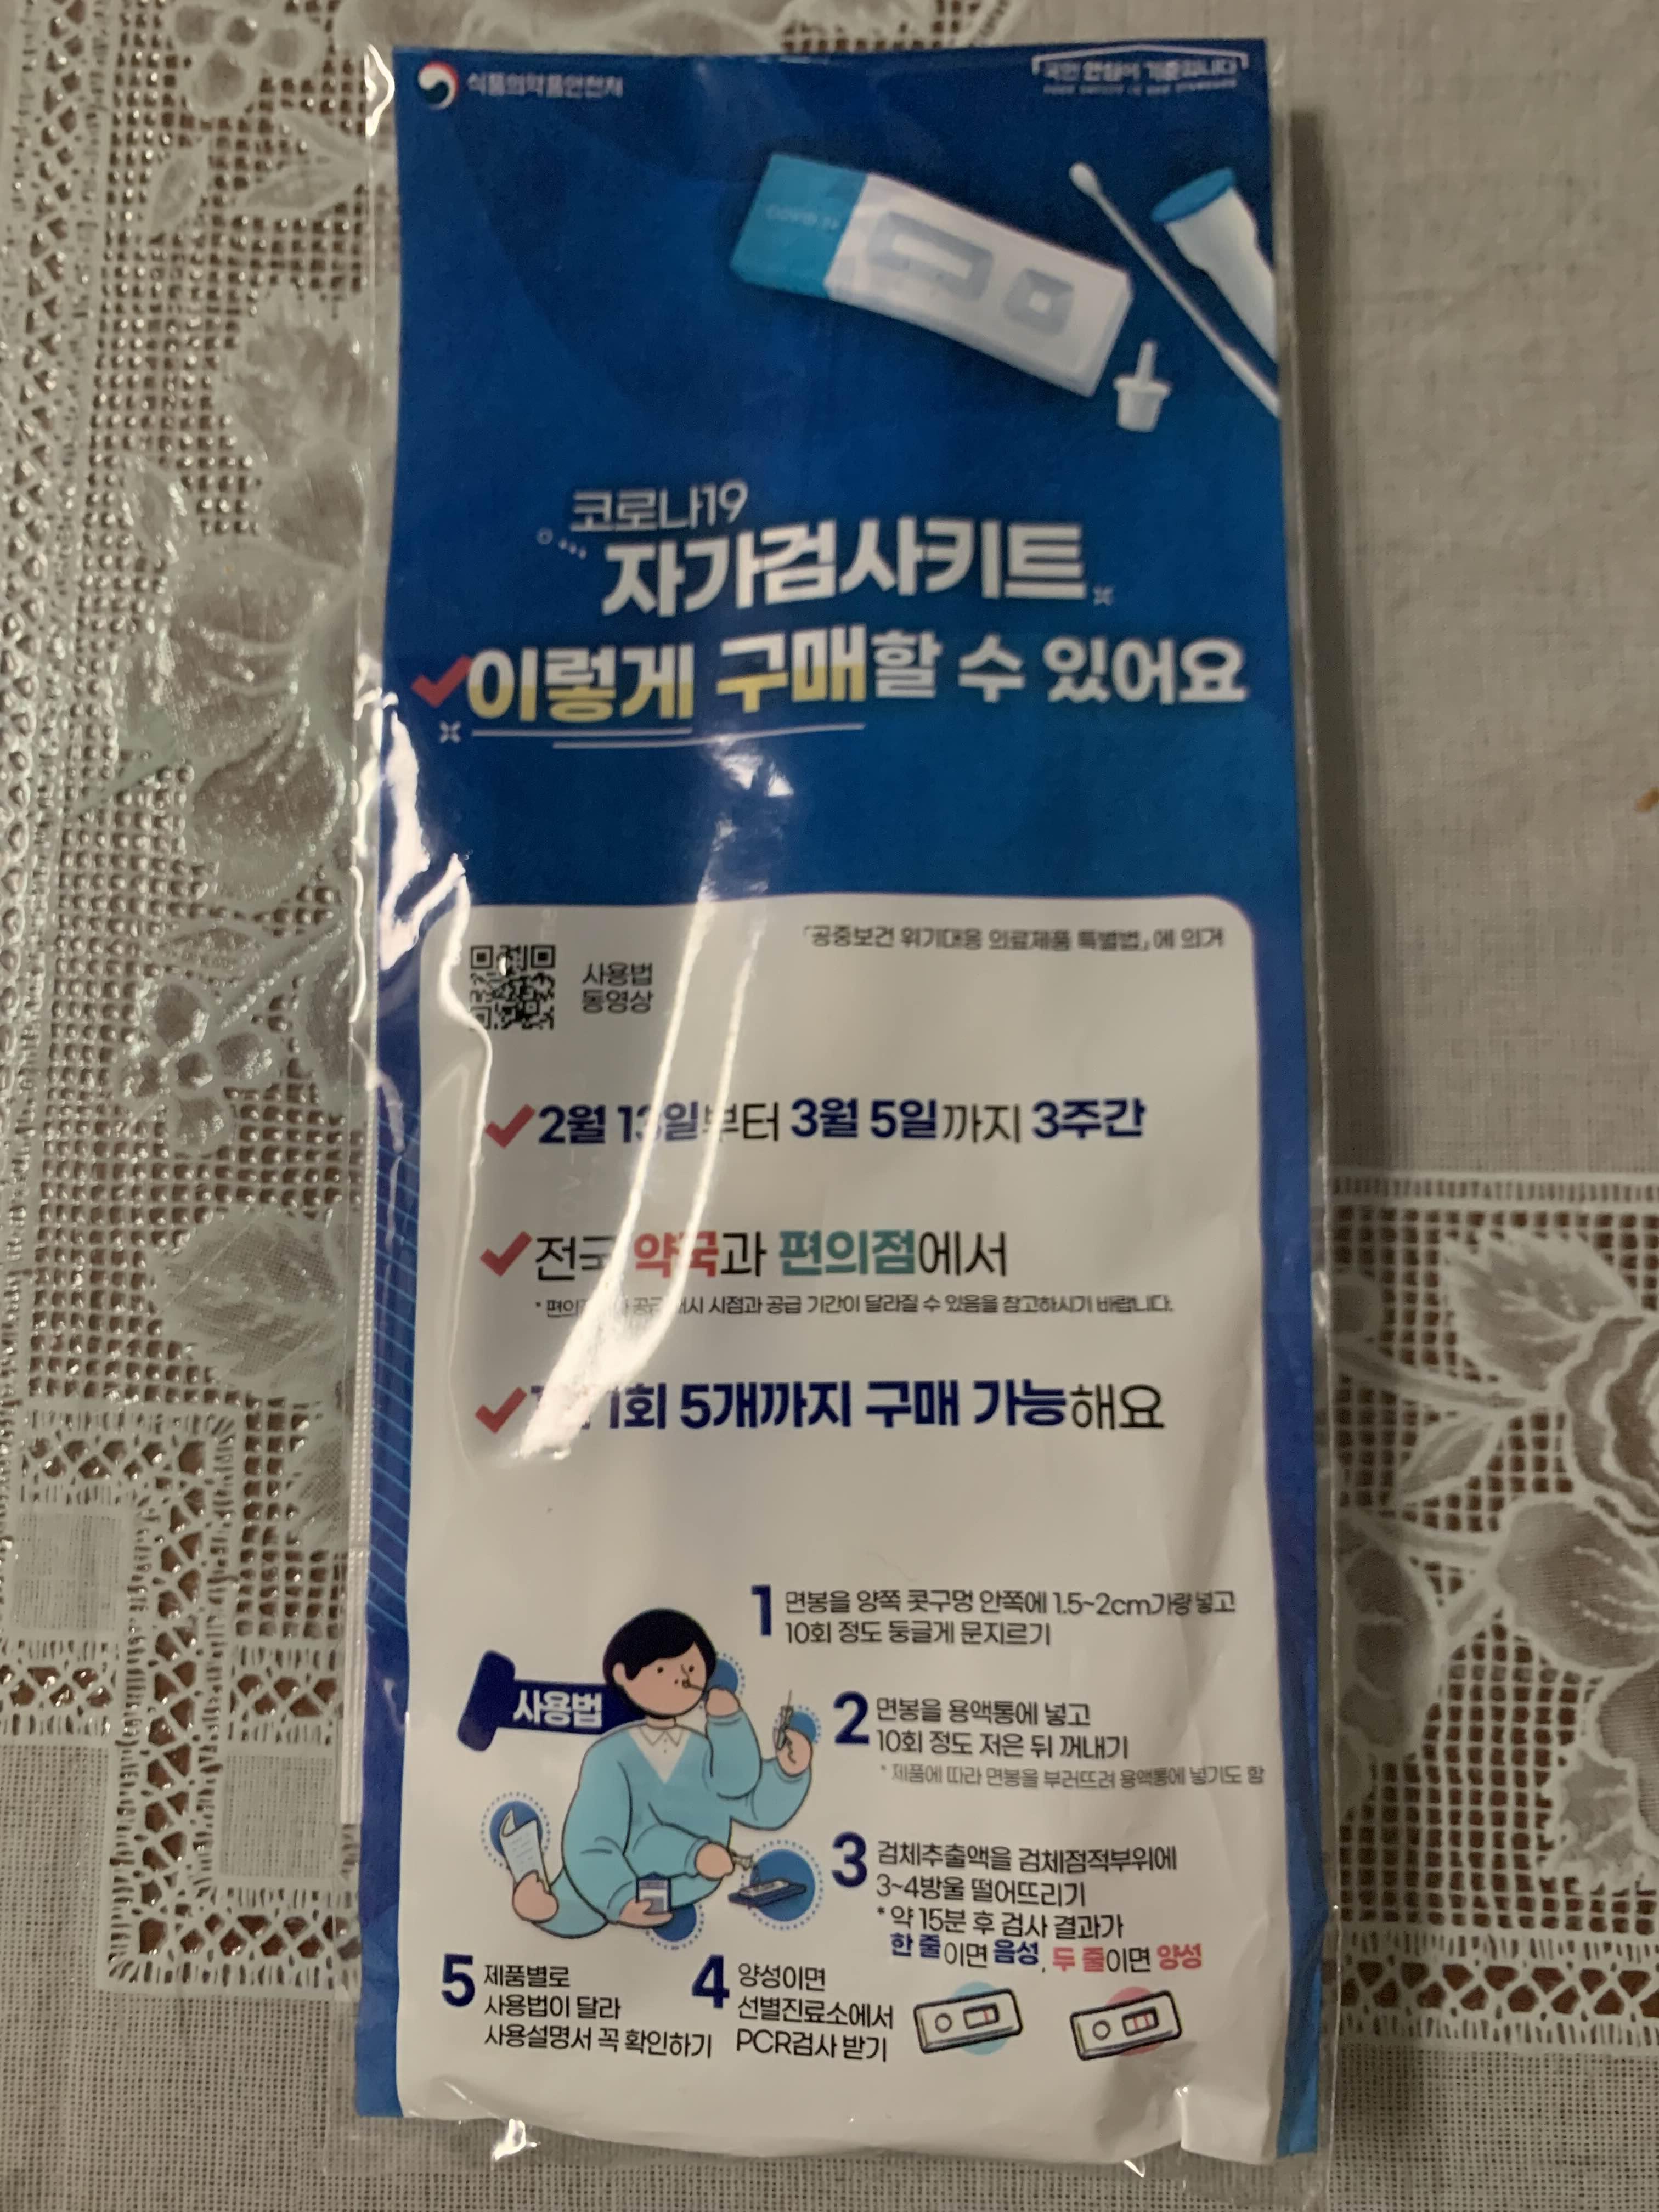 식품의약품안전처
국민 안심이 기준입니다
COVID 19
코로나19
자가검사키트
이렇게 구매할 수 있어요
「공중보건 위기대응 의료제품 특별법」에 의거
사용법
동영상
2월 13일부터 3월 5일까지 3주간
전국 약국과 편의점에서
시점과 공급 기간이 달라질 수 있음을 참고하시기 바랍니다.
1회 5개까지 구매 가능해요
사용법
1 면봉을 양쪽 콧구멍 안쪽에 1.5~2cm가량 넣고
10회 정도 둥글게 문지르기
2 면봉을 용액통에 넣고
10회 정도 저은 뒤 꺼내기
* 제품에 따라 면봉을 부러뜨려 용액통에 넣기도 함
3 검체추출액을 검체점적부위에
3~4방울 떨어뜨리기
* 약 15분 후 검사 결과가
한 줄이면 음성, 두 줄이면 양성
4 양성이면
선별진료소에서
PCR검사 받기
5 제품별로
사용법이 달라
사용설명서 꼭 확인하기